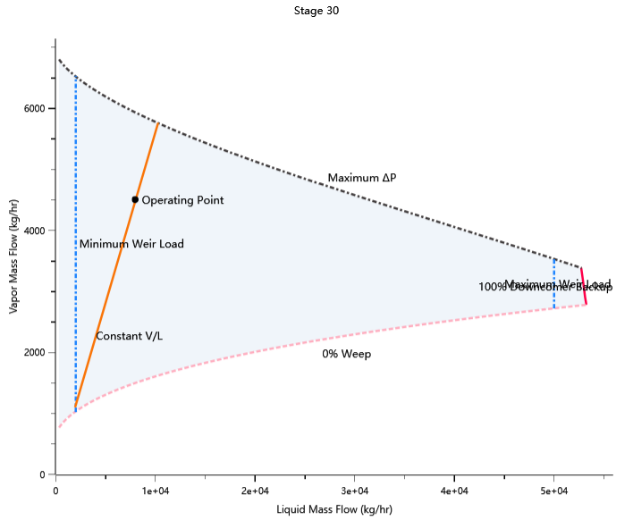 Stage 30
6000
4000
2000
0
Vapor Mass Flow (kg/hr)
Maximum ΔP
Operating Point
Minimum Weir Load
Maximum Weir Load
100% Downcomer Backup
Constant V/L
0% Weep
0
1e+04
2e+04
3e+04
4e+04
5e+04
Liquid Mass Flow (kg/hr)